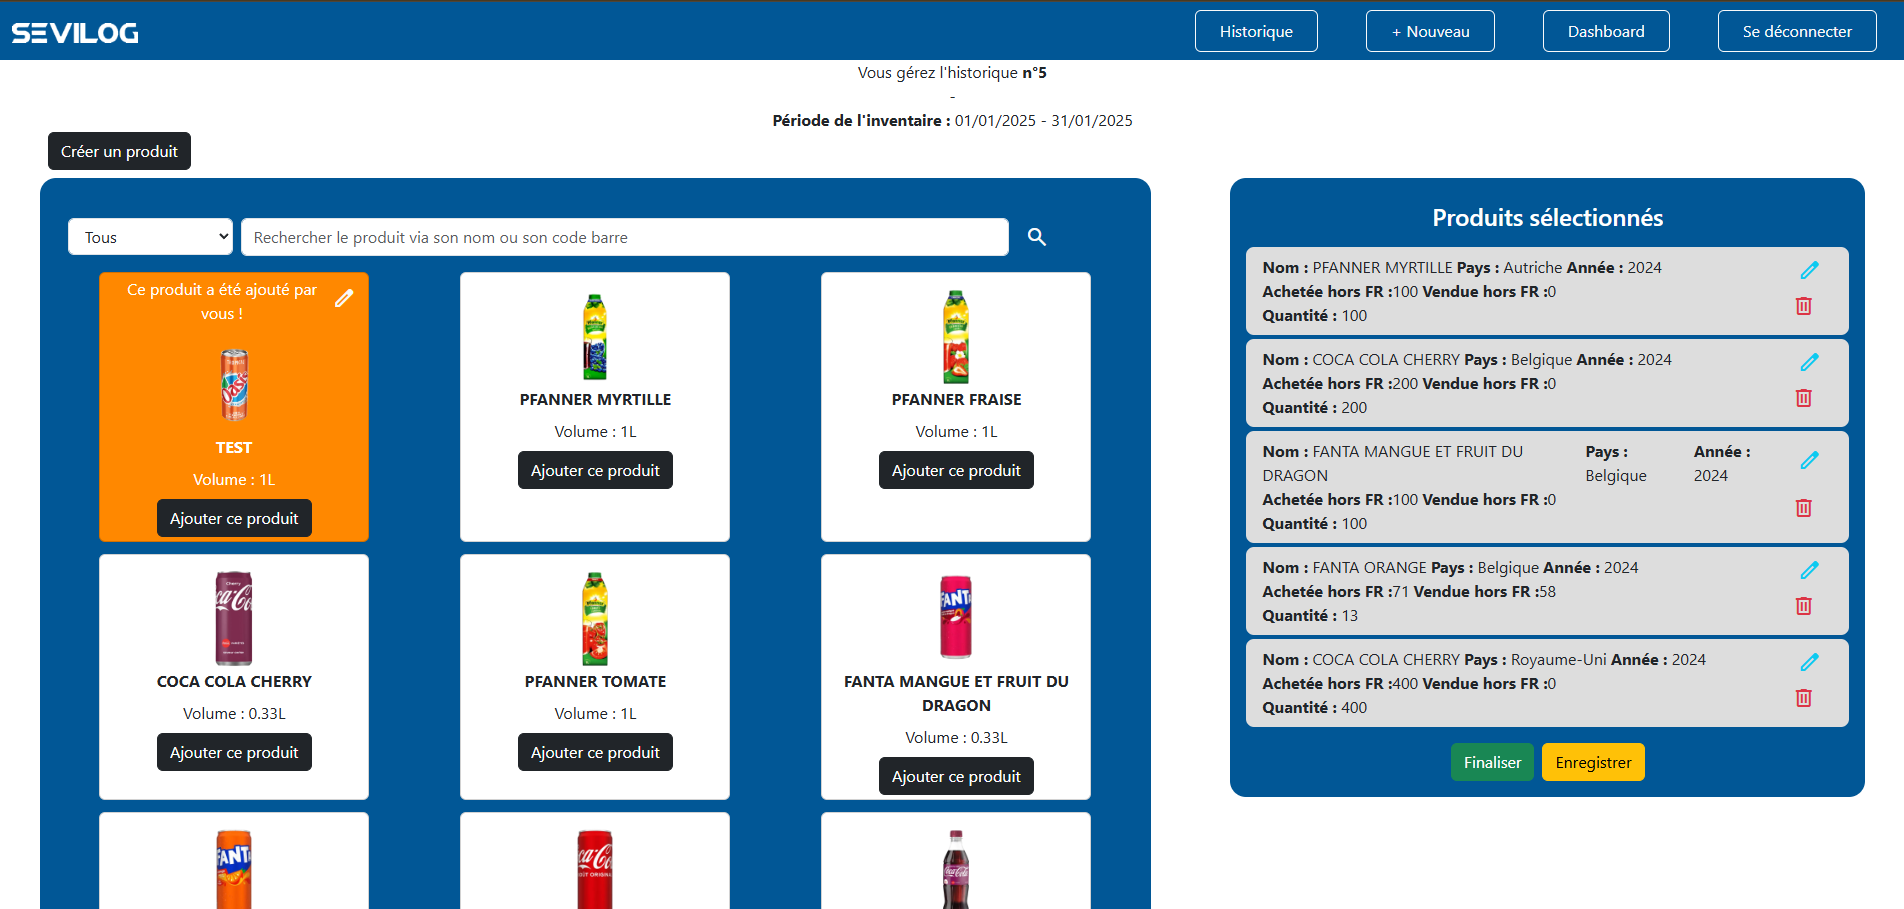 SEVILOG
Historique
+ Nouveau
Dashboard
Se déconnecter
Vous gérez l'historique n°5
-
Période de l'inventaire : 01/01/2025 - 31/01/2025
Créer un produit
Tous
Rechercher le produit via son nom ou son code barre
Ce produit a été ajouté par
vous !
Oasis
TEST
Volume : 1L
Ajouter ce produit
PFANNER MYRTILLE
Volume : 1L
Ajouter ce produit
PFANNER FRAISE
Volume : 1L
Ajouter ce produit
Cherry
COCA COLA CHERRY
Volume : 0.33L
Ajouter ce produit
PFANNER TOMATE
Volume : 1L
Ajouter ce produit
FANTA
FANTA MANGUE ET FRUIT DU
DRAGON
Volume : 0.33L
Ajouter ce produit
FANTA
GOÛT ORIGINAL
Coca-Cola
Produits sélectionnés
Nom : PFANNER MYRTILLE Pays : Autriche Année : 2024
Achetée hors FR :100 Vendue hors FR :0
Quantité : 100
Nom : COCA COLA CHERRY Pays : Belgique Année : 2024
Achetée hors FR :200 Vendue hors FR :0
Quantité : 200
Nom : FANTA MANGUE ET FRUIT DU
DRAGON
Pays :
Belgique
Année :
2024
Achetée hors FR :100 Vendue hors FR :0
Quantité : 100
Nom : FANTA ORANGE Pays : Belgique Année : 2024
Achetée hors FR :71 Vendue hors FR :58
Quantité : 13
Nom : COCA COLA CHERRY Pays : Royaume-Uni Année : 2024
Achetée hors FR :400 Vendue hors FR :0
Quantité : 400
Finaliser
Enregistrer